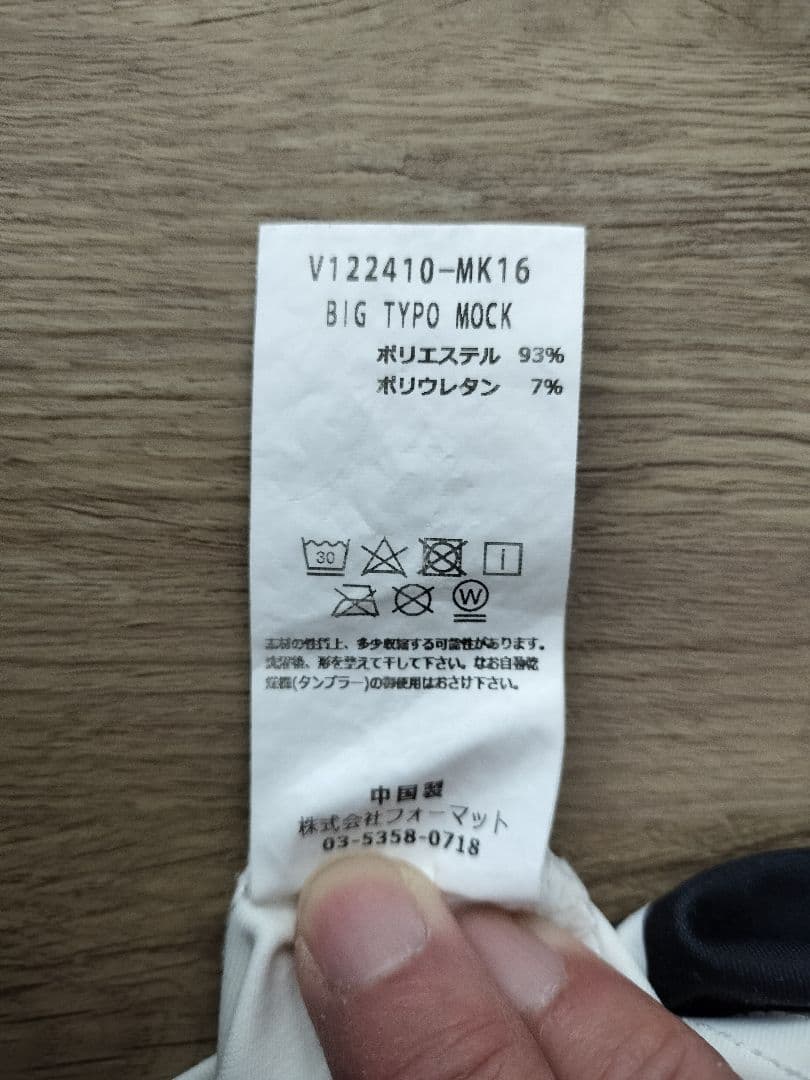 V122410-MK16
BIG TYPO MOCK
ポリエステル 93%
ポリウレタン 7%
30
i
W
素材の性質上、多少収縮する可能性があります。
洗濯後、形を整えて干して下さい。なお自動乾
燥機(タンブラー)の御使用はおさけ下さい。
中国製
株式会社フォーマット
03-5358-0718